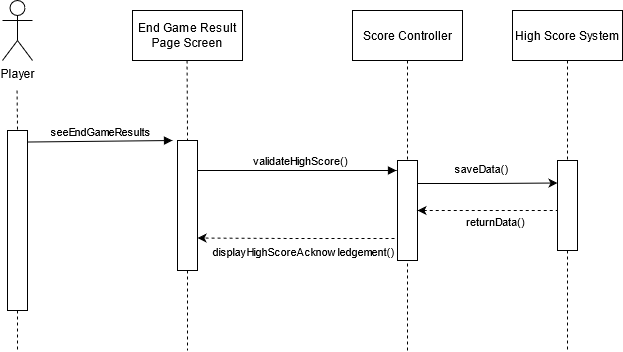 End Game Result
Page Screen
Score Controller
High Score System
Player
seeEndGameResults
validateHighScore()
saveData()
returnData()
displayHighScoreAcknowledgement()